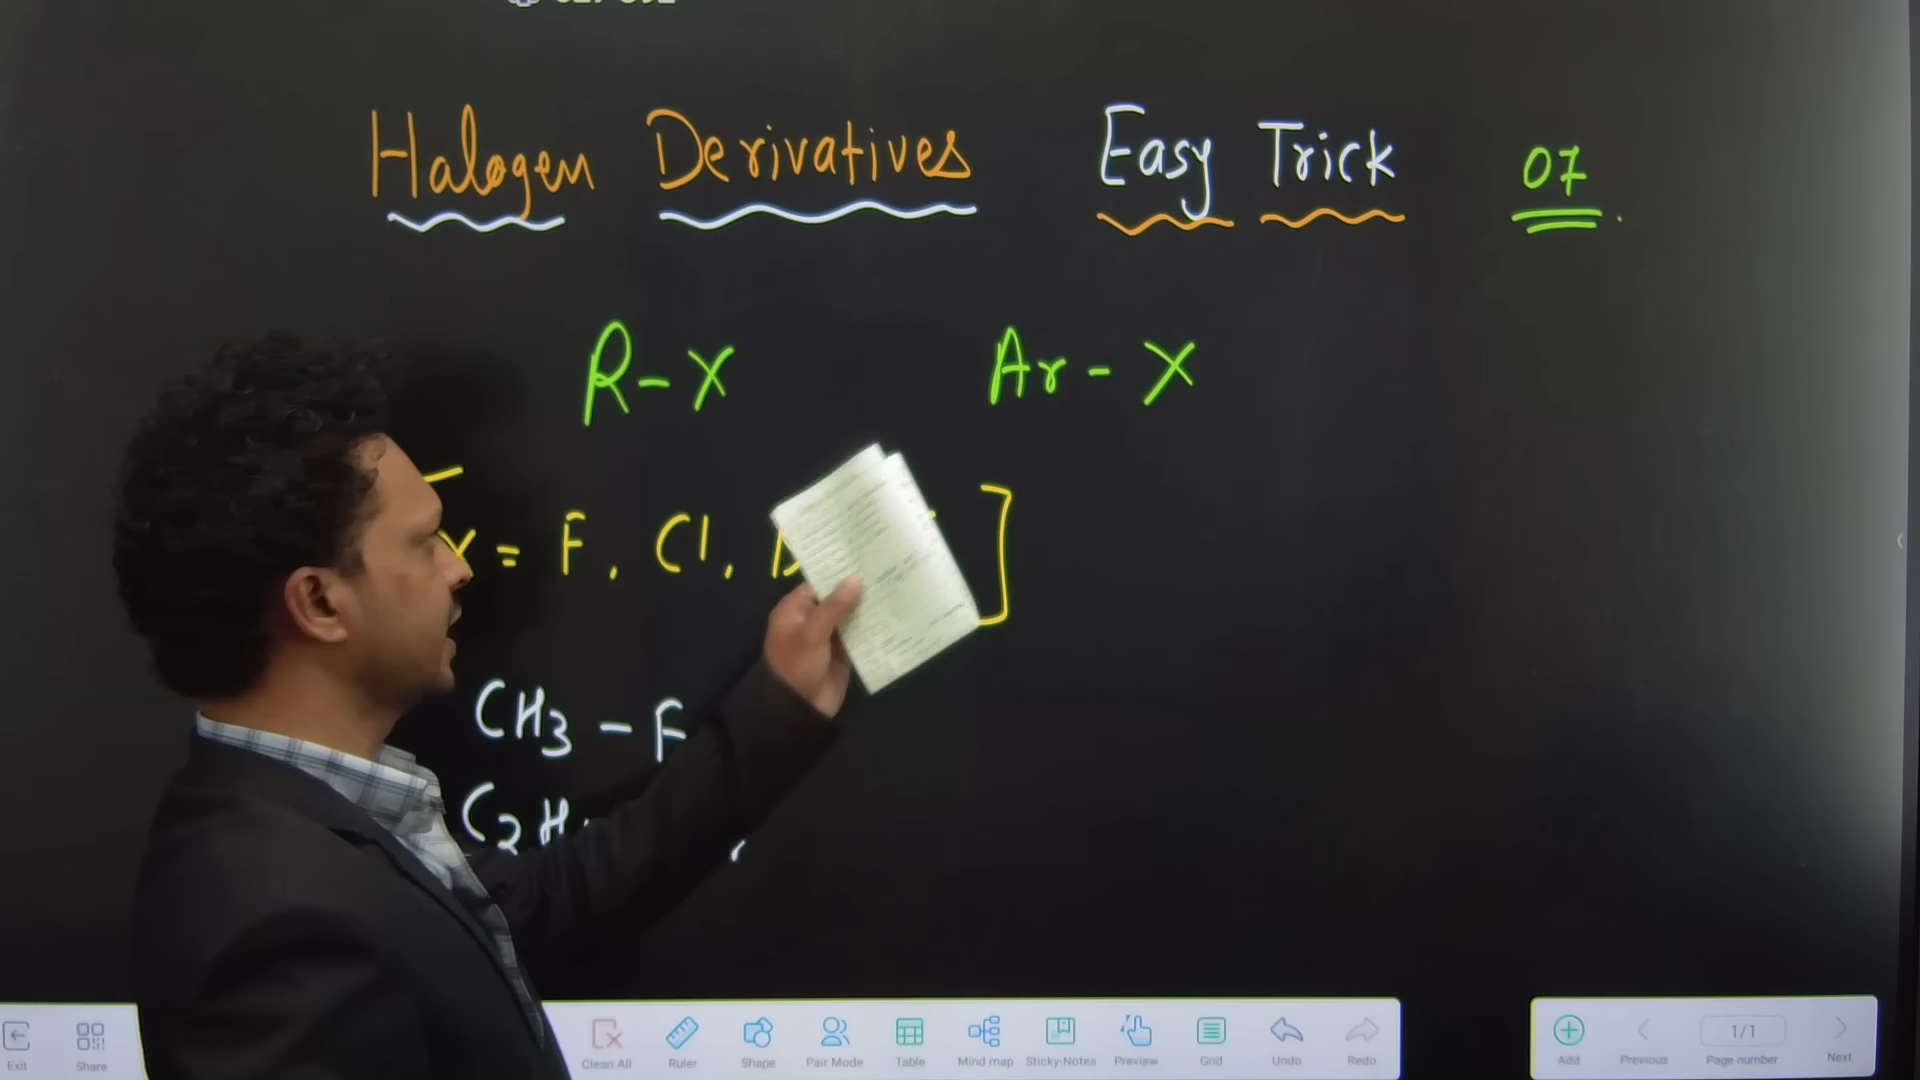 Halogen Derivatives Easy Trick 07
R - X Ar - X
X = F, Cl,
CH3 - F
C2H
Exit Share Clean All Ruler Shape Pair Mode Table Mind map Sticky-Notes Preview Grid Undo Redo Add Previous 1/1 Page number Next